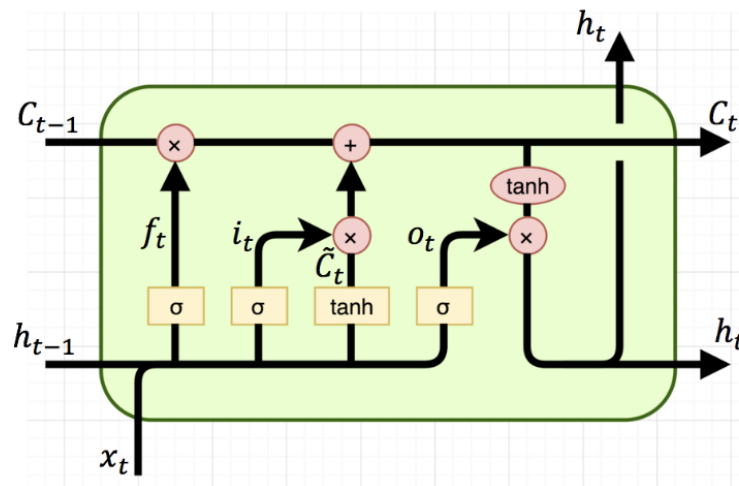 h_t
C_{t-1}
C_t
×
+
tanh
f_t
i_t
×
o_t
×
C̃_t
σ
σ
tanh
σ
h_{t-1}
h_t
x_t